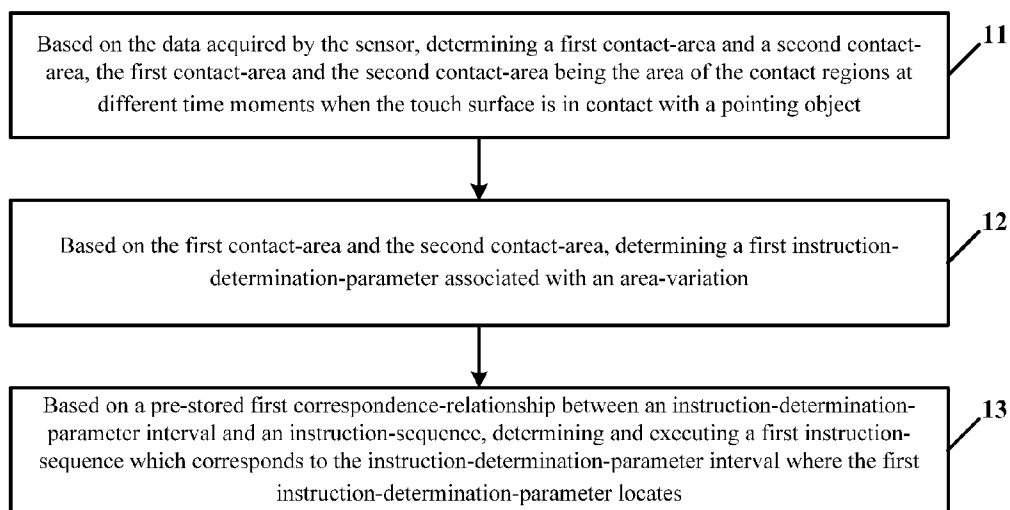 Based on the data acquired by the sensor, determining a first contact-area and a second contact-
area, the first contact-area and the second contact-area being the area of the contact regions at
different time moments when the touch surface is in contact with a pointing object
11
Based on the first contact-area and the second contact-area, determining a first instruction-
determination-parameter associated with an area-variation
12
Based on a pre-stored first correspondence-relationship between an instruction-determination-
parameter interval and an instruction-sequence, determining and executing a first instruction-
sequence which corresponds to the instruction-determination-parameter interval where the first
instruction-determination-parameter locates
13